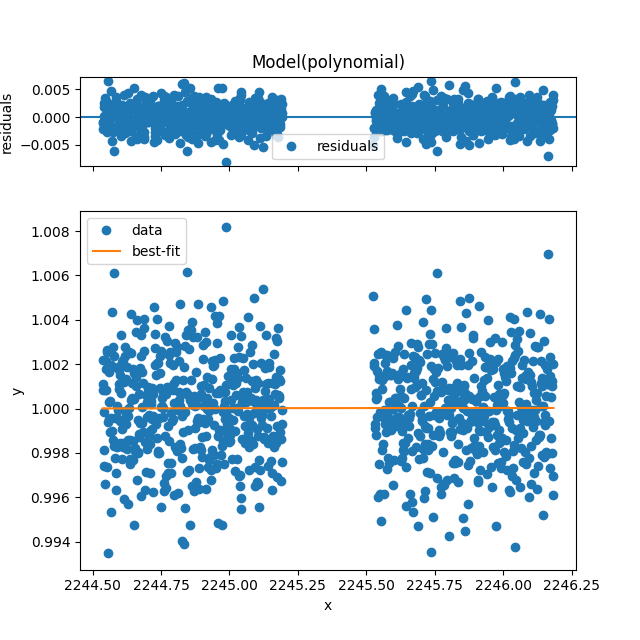 Model(polynomial)
residuals
0.005
0.000
−0.005
residuals
y
1.008
1.006
1.004
1.002
1.000
0.998
0.996
0.994
data
best-fit
2244.50 2244.75 2245.00 2245.25 2245.50 2245.75 2246.00 2246.25
x